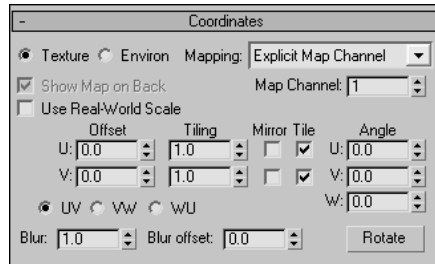 - Coordinates
Texture Environ Mapping: Explicit Map Channel
Show Map on Back Map Channel: 1
Use Real-World Scale
Offset Tiling Mirror Tile Angle
U: 0.0 1.0 U: 0.0
V: 0.0 1.0 V: 0.0
W: 0.0
UV VW WU
Blur: 1.0 Blur offset: 0.0 Rotate